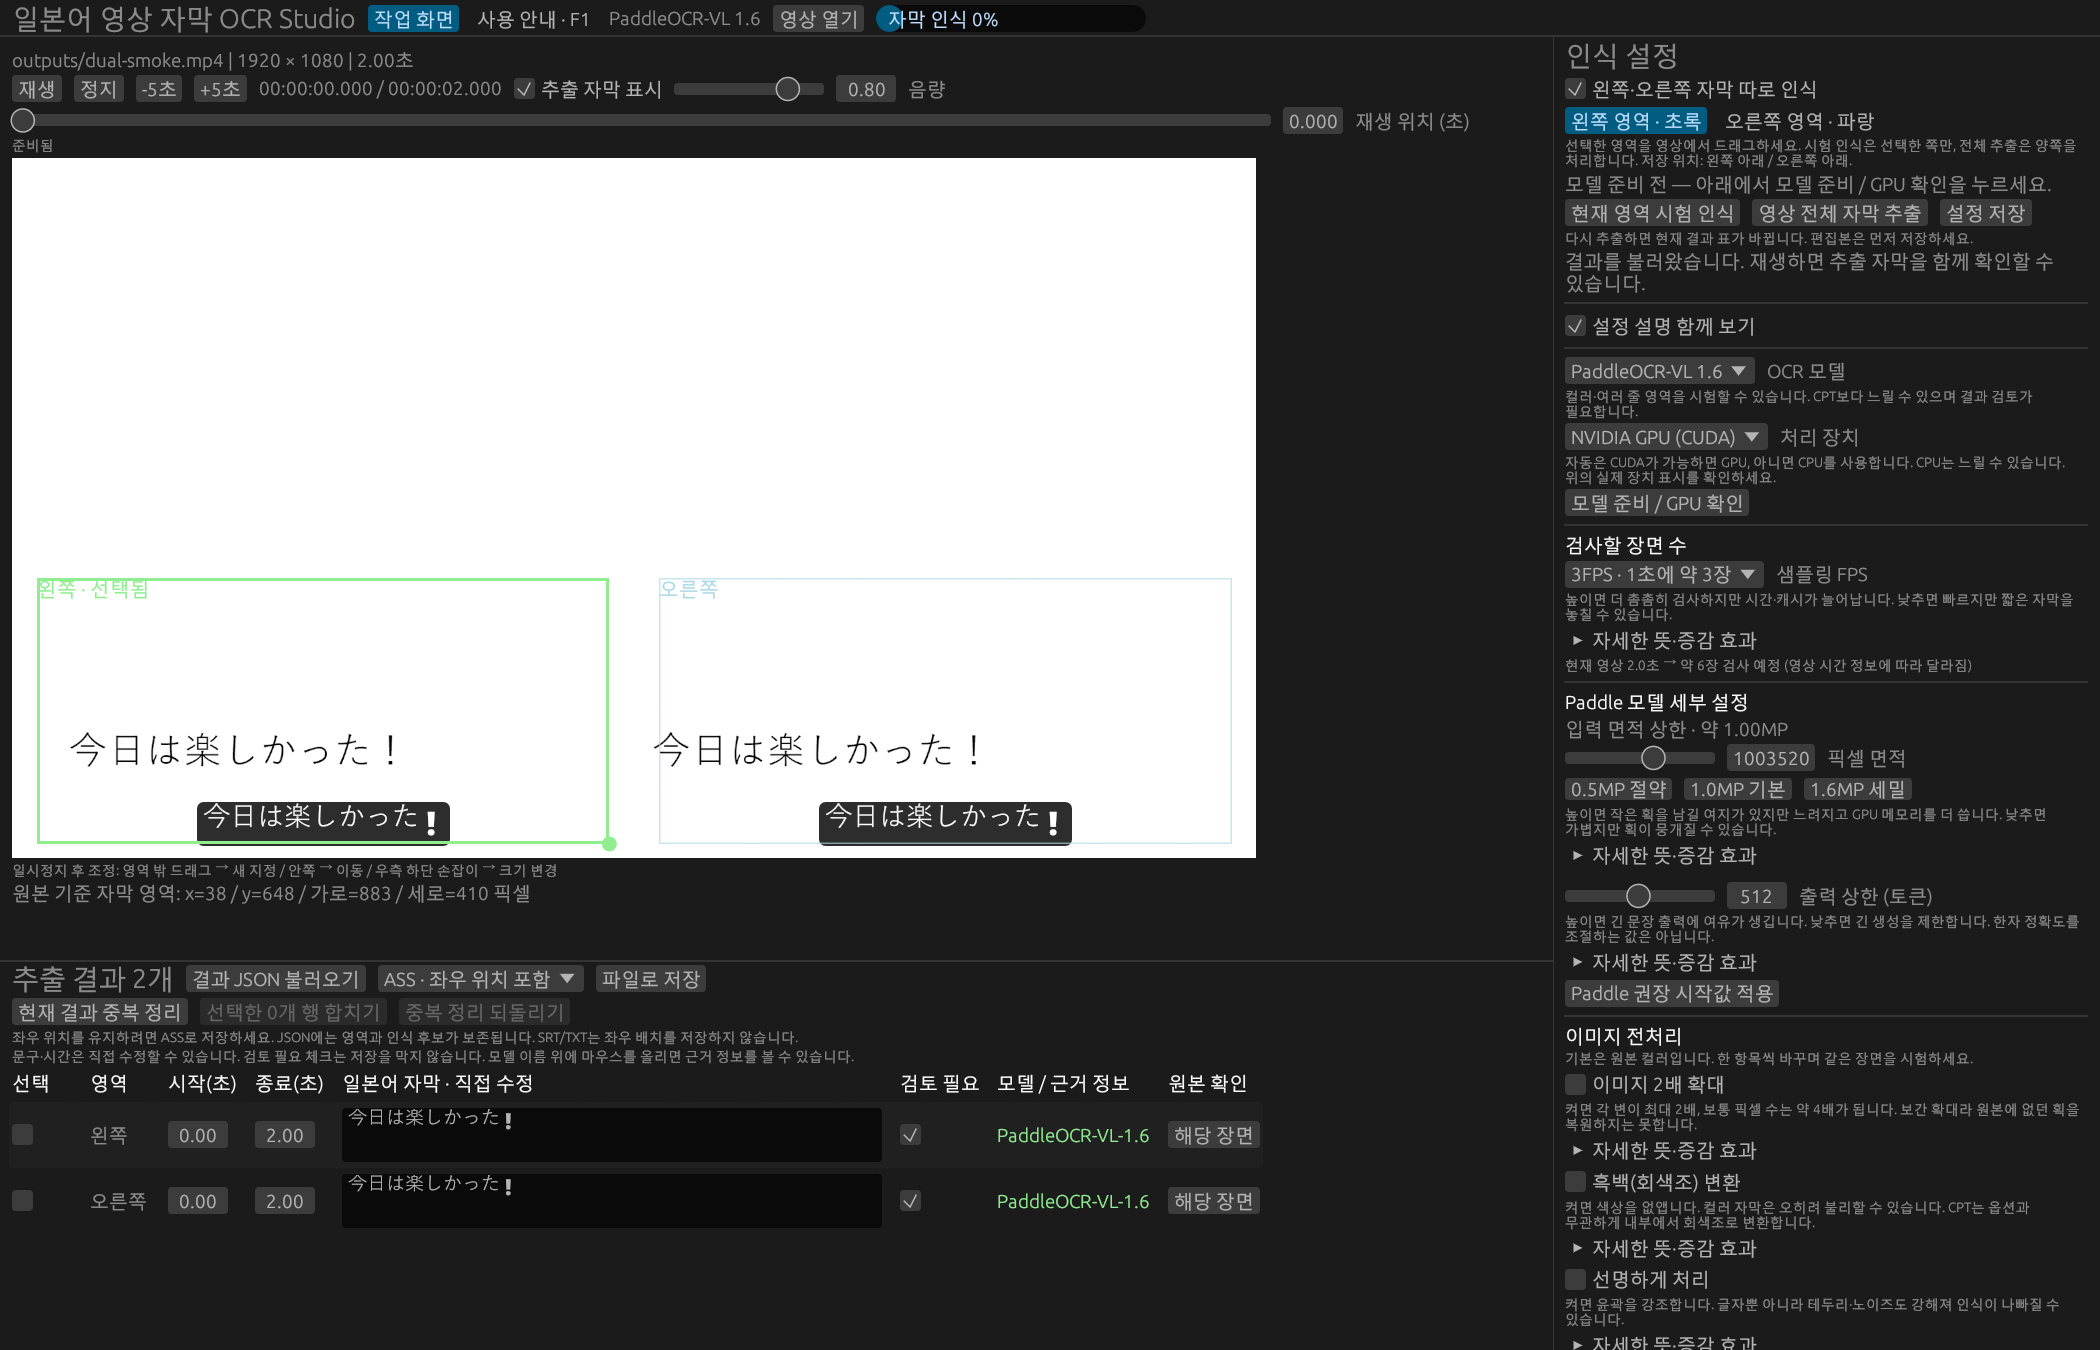 일본어 영상 자막 OCR Studio 작업 화면 사용 안내 · F1 PaddleOCR-VL 1.6 영상 열기 자막 인식 0%
outputs/dual-smoke.mp4 | 1920 × 1080 | 2.00초
재생 정지 -5초 +5초 00:00:00.000 / 00:00:02.000 추출 자막 표시 0.80 음량
0.000 재생 위치 (초)
준비됨
왼쪽 · 선택됨
오른쪽
今日は楽しかった！
今日は楽しかった！
今日は楽しかった！
今日は楽しかった！
일시정지 후 조정: 영역 밖 드래그 → 새 지정 / 안쪽 → 이동 / 우측 하단 손잡이 → 크기 변경
원본 기준 자막 영역: x=38 / y=648 / 가로=883 / 세로=410 픽셀
추출 결과 2개 결과 JSON 불러오기 ASS · 좌우 위치 포함 파일로 저장
현재 결과 중복 정리 선택한 0개 행 합치기 중복 정리 되돌리기
좌우 위치를 유지하려면 ASS로 저장하세요. JSON에는 영역과 인식 후보가 보존됩니다. SRT/TXT는 좌우 배치를 저장하지 않습니다.
문구·시간은 직접 수정할 수 있습니다. 검토 필요 체크는 저장을 막지 않습니다. 모델 이름 위에 마우스를 올리면 근거 정보를 볼 수 있습니다.
선택 영역 시작(초) 종료(초) 일본어 자막 · 직접 수정 검토 필요 모델 / 근거 정보 원본 확인
왼쪽 0.00 2.00 今日は楽しかった！ PaddleOCR-VL-1.6 해당 장면
오른쪽 0.00 2.00 今日は楽しかった！ PaddleOCR-VL-1.6 해당 장면
인식 설정
왼쪽·오른쪽 자막 따로 인식
왼쪽 영역 · 초록 오른쪽 영역 · 파랑
선택한 영역을 영상에서 드래그하세요. 시험 인식은 선택한 쪽만, 전체 추출은 양쪽을
처리합니다. 저장 위치: 왼쪽 아래 / 오른쪽 아래.
모델 준비 전 — 아래에서 모델 준비 / GPU 확인을 누르세요.
현재 영역 시험 인식 영상 전체 자막 추출 설정 저장
다시 추출하면 현재 결과 표가 바뀝니다. 편집본은 먼저 저장하세요.
결과를 불러왔습니다. 재생하면 추출 자막을 함께 확인할 수
있습니다.
설정 설명 함께 보기
PaddleOCR-VL 1.6 OCR 모델
컬러·여러 줄 영역을 시험할 수 있습니다. CPT보다 느릴 수 있으며 결과 검토가
필요합니다.
NVIDIA GPU (CUDA) 처리 장치
자동은 CUDA가 가능하면 GPU, 아니면 CPU를 사용합니다. CPU는 느릴 수 있습니다.
위의 실제 장치 표시를 확인하세요.
모델 준비 / GPU 확인
검사할 장면 수
3FPS · 1초에 약 3장 샘플링 FPS
높이면 더 촘촘히 검사하지만 시간·캐시가 늘어납니다. 낮추면 빠르지만 짧은 자막을
놓칠 수 있습니다.
자세한 뜻·증감 효과
현재 영상 2.0초 → 약 6장 검사 예정 (영상 시간 정보에 따라 달라짐)
Paddle 모델 세부 설정
입력 면적 상한 · 약 1.00MP
1003520 픽셀 면적
0.5MP 절약 1.0MP 기본 1.6MP 세밀
높이면 작은 획을 남길 여지가 있지만 느려지고 GPU 메모리를 더 씁니다. 낮추면
가볍지만 획이 뭉개질 수 있습니다.
자세한 뜻·증감 효과
512 출력 상한 (토큰)
높이면 긴 문장 출력에 여유가 생깁니다. 낮추면 긴 생성을 제한합니다. 한자 정확도를
조절하는 값은 아닙니다.
자세한 뜻·증감 효과
Paddle 권장 시작값 적용
이미지 전처리
기본은 원본 컬러입니다. 한 항목씩 바꾸며 같은 장면을 시험하세요.
이미지 2배 확대
켜면 각 변이 최대 2배, 보통 픽셀 수는 약 4배가 됩니다. 보간 확대라 원본에 없던 획을
복원하지는 못합니다.
자세한 뜻·증감 효과
흑백(회색조) 변환
켜면 색상을 없앱니다. 컬러 자막은 오히려 불리할 수 있습니다. CPT는 옵션과
무관하게 내부에서 회색조로 변환합니다.
자세한 뜻·증감 효과
선명하게 처리
켜면 윤곽을 강조합니다. 글자뿐 아니라 테두리·노이즈도 강해져 인식이 나빠질 수
있습니다.
자세한 뜻·증감 효과